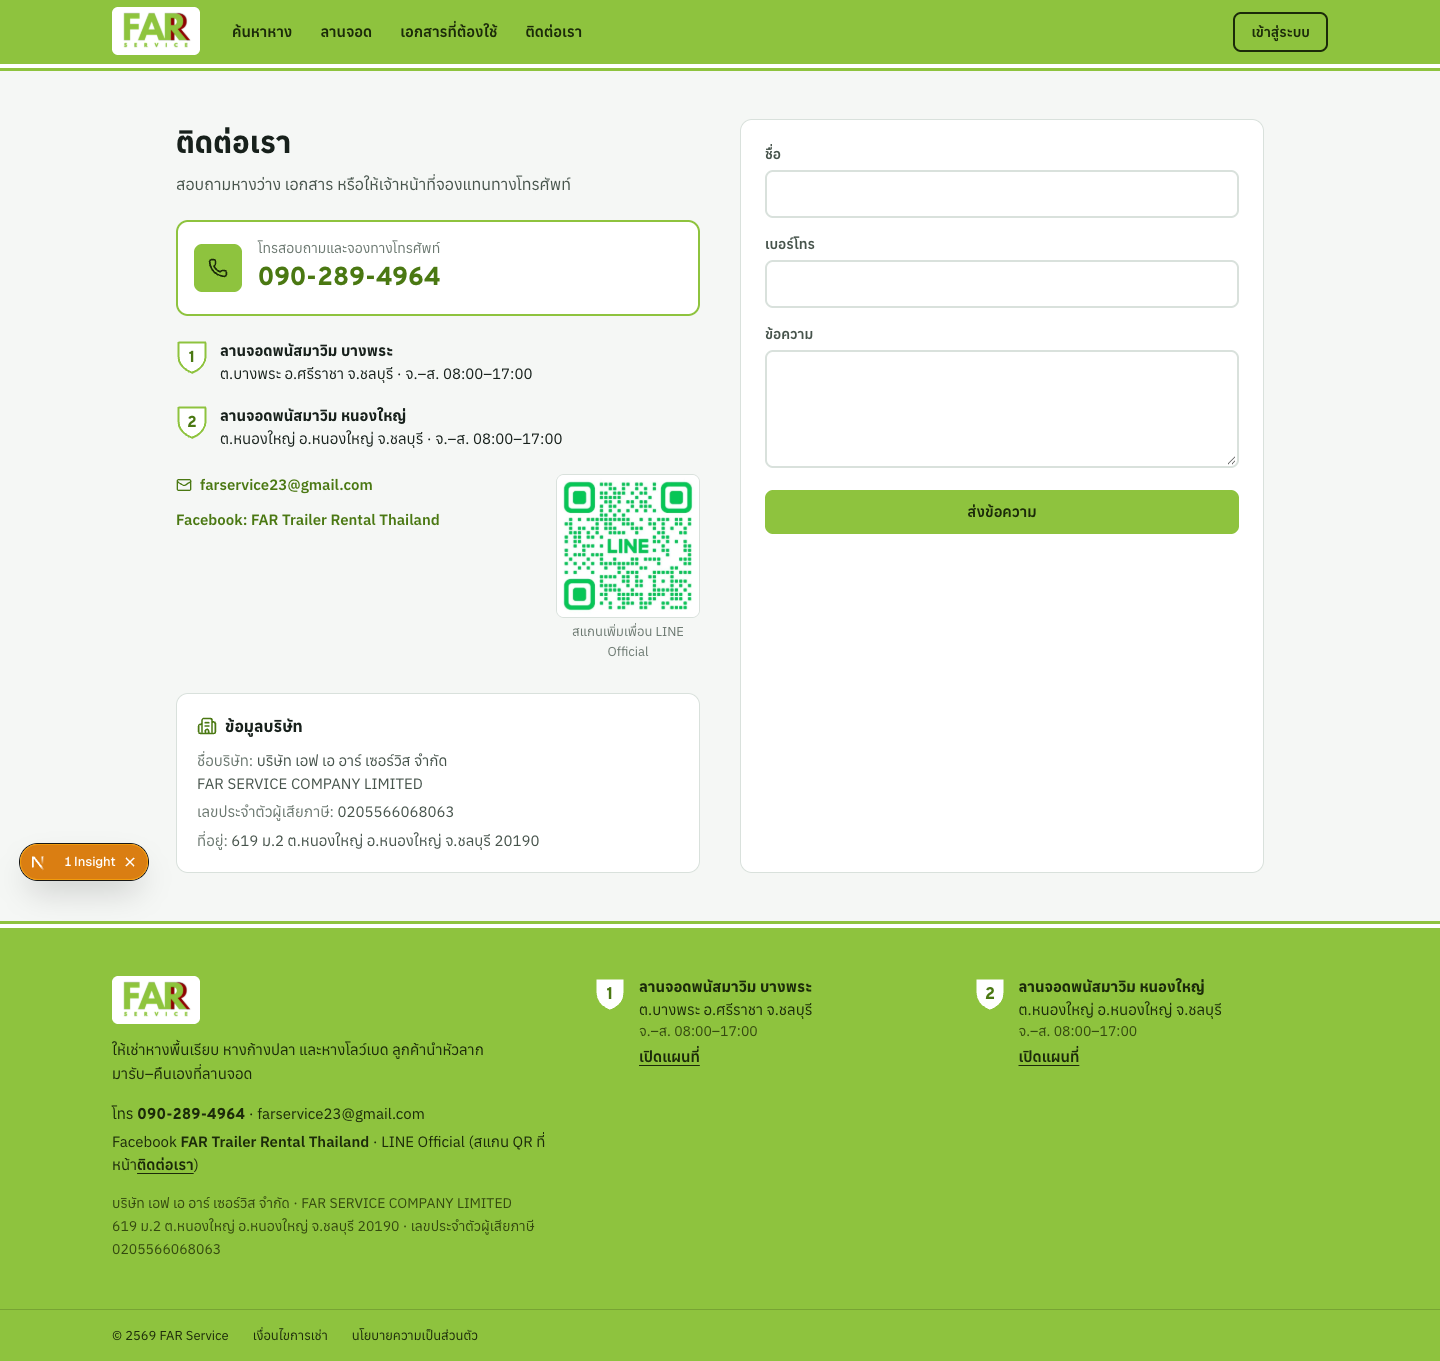 FAR
SERVICE
ค้นหาหาง
ลานจอด
เอกสารที่ต้องใช้
ติดต่อเรา
เข้าสู่ระบบ
ติดต่อเรา
สอบถามหางว่าง เอกสาร หรือให้เจ้าหน้าที่จองแทนทางโทรศัพท์
โทรสอบถามและจองทางโทรศัพท์
090-289-4964
1
ลานจอดพนัสมาวิม บางพระ
ต.บางพระ อ.ศรีราชา จ.ชลบุรี · จ.–ส. 08:00–17:00
2
ลานจอดพนัสมาวิม หนองใหญ่
ต.หนองใหญ่ อ.หนองใหญ่ จ.ชลบุรี · จ.–ส. 08:00–17:00
farservice23@gmail.com
Facebook: FAR Trailer Rental Thailand
LINE
สแกนเพิ่มเพื่อน LINE
Official
ข้อมูลบริษัท
ชื่อบริษัท: บริษัท เอฟ เอ อาร์ เซอร์วิส จำกัด
FAR SERVICE COMPANY LIMITED
เลขประจำตัวผู้เสียภาษี: 0205566068063
ที่อยู่: 619 ม.2 ต.หนองใหญ่ อ.หนองใหญ่ จ.ชลบุรี 20190
ชื่อ
เบอร์โทร
ข้อความ
ส่งข้อความ
N
1 Insight
FAR
SERVICE
ให้เช่าหางพื้นเรียบ หางก้างปลา และหางโลว์เบด ลูกค้านำหัวลาก
มารับ–คืนเองที่ลานจอด
โทร 090-289-4964 · farservice23@gmail.com
Facebook FAR Trailer Rental Thailand · LINE Official (สแกน QR ที่
หน้าติดต่อเรา)
บริษัท เอฟ เอ อาร์ เซอร์วิส จำกัด · FAR SERVICE COMPANY LIMITED
619 ม.2 ต.หนองใหญ่ อ.หนองใหญ่ จ.ชลบุรี 20190 · เลขประจำตัวผู้เสียภาษี
0205566068063
1
ลานจอดพนัสมาวิม บางพระ
ต.บางพระ อ.ศรีราชา จ.ชลบุรี
จ.–ส. 08:00–17:00
เปิดแผนที่
2
ลานจอดพนัสมาวิม หนองใหญ่
ต.หนองใหญ่ อ.หนองใหญ่ จ.ชลบุรี
จ.–ส. 08:00–17:00
เปิดแผนที่
© 2569 FAR Service
เงื่อนไขการเช่า
นโยบายความเป็นส่วนตัว